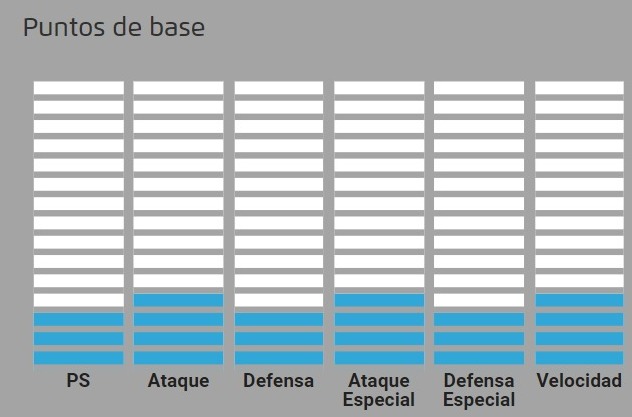 Puntos de base
PS
Ataque
Defensa
Ataque
Especial
Defensa
Especial
Velocidad